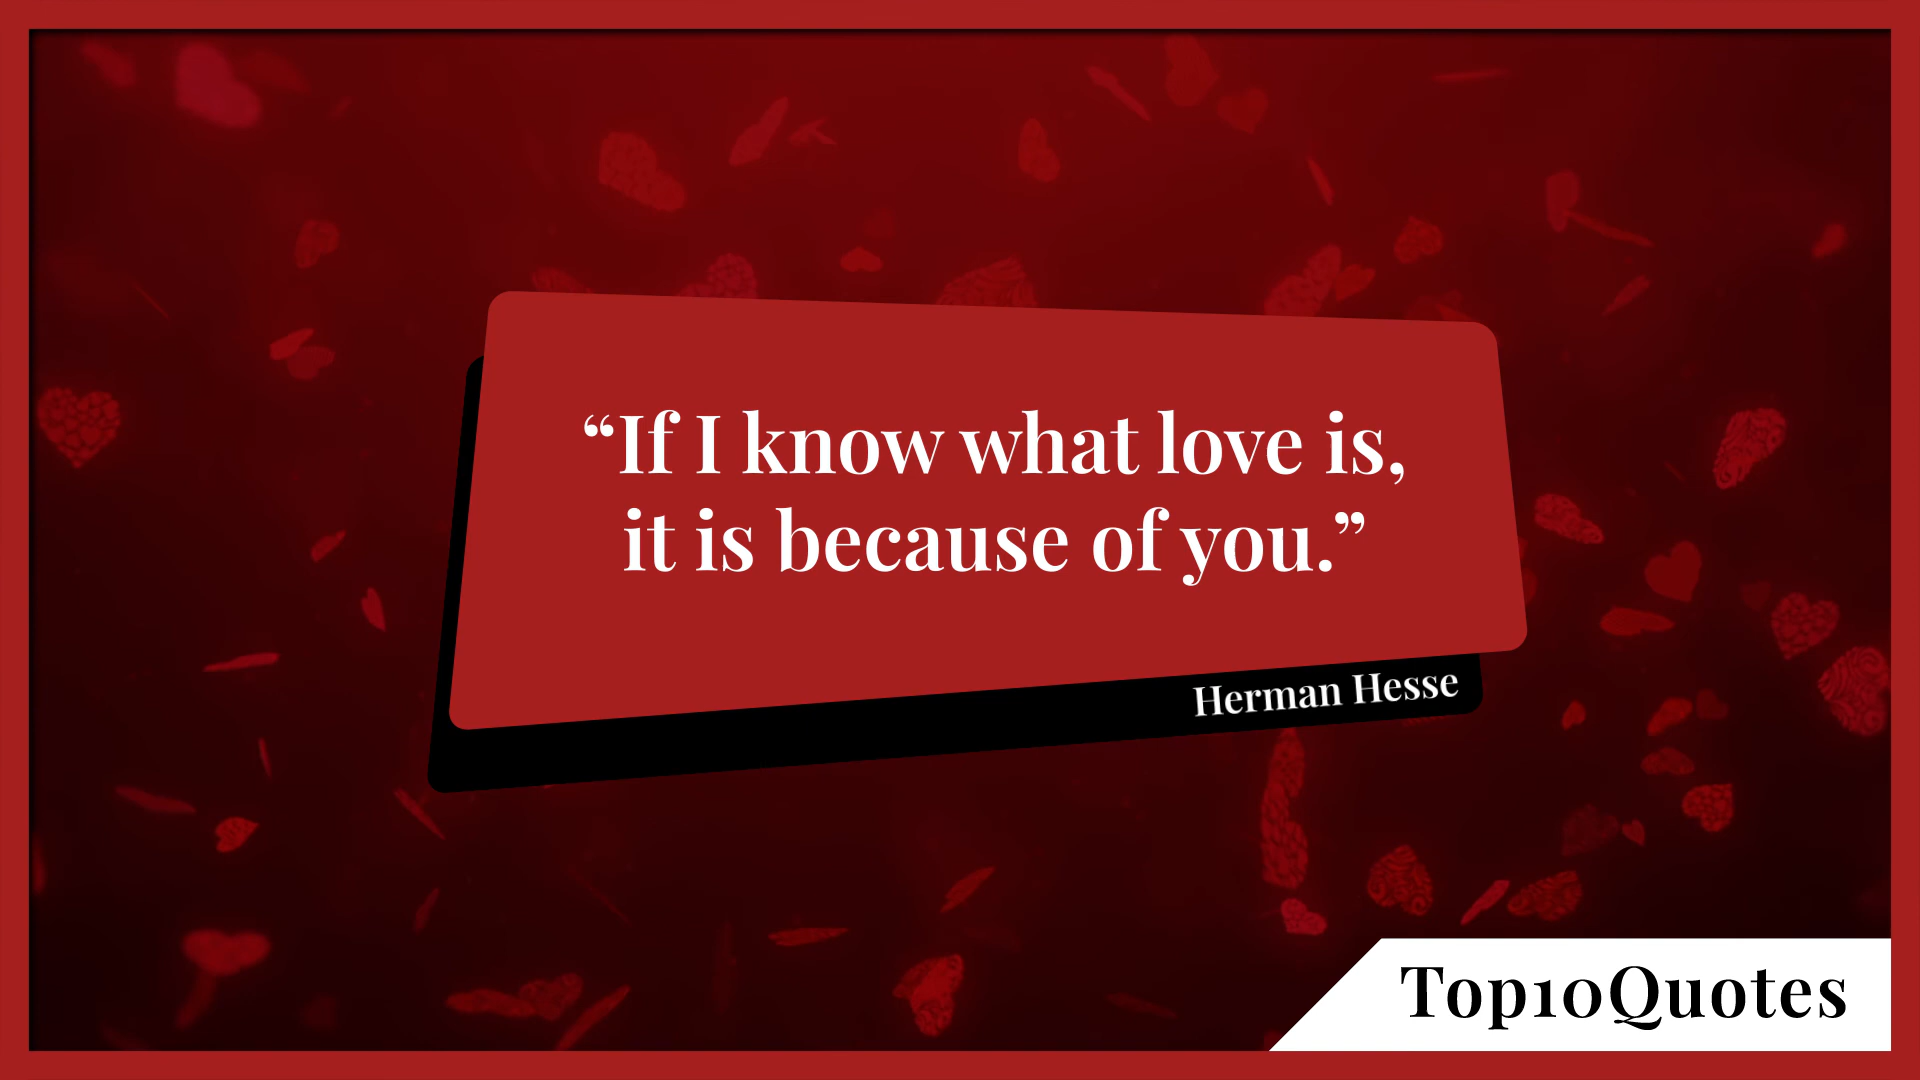 “If I know what love is,
it is because of you.”
Herman Hesse
Top10Quotes